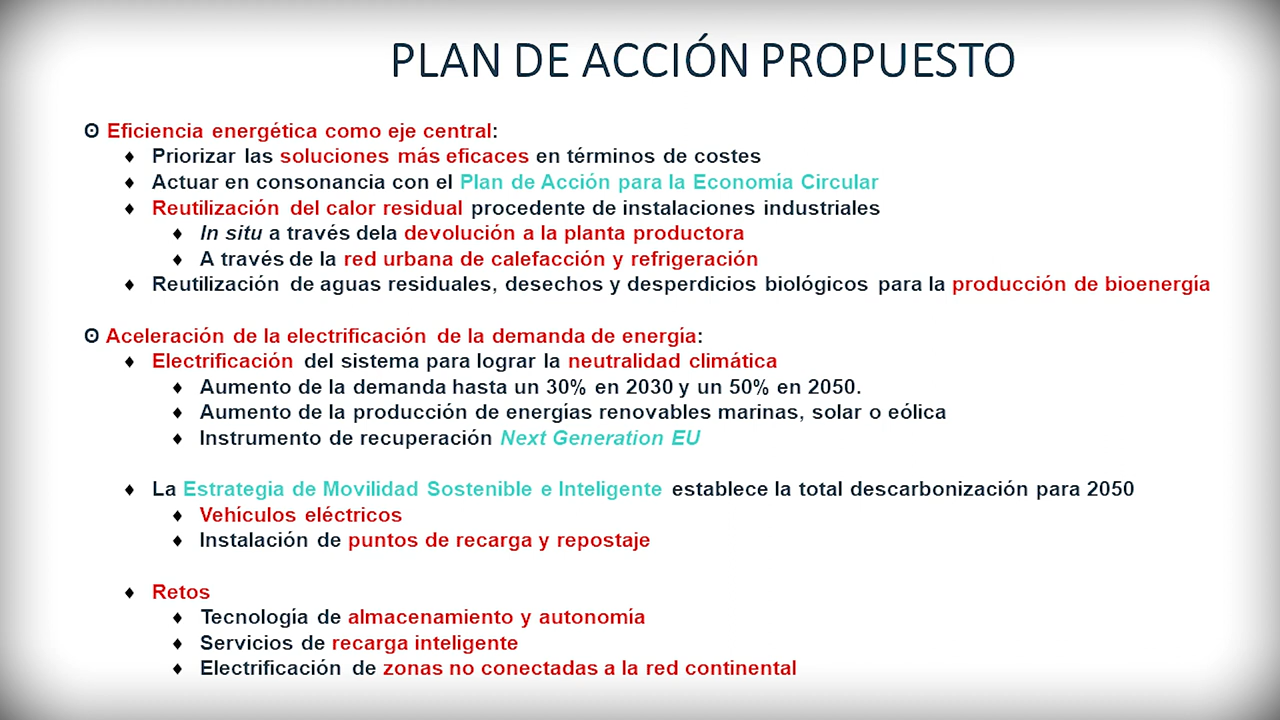 PLAN DE ACCIÓN PROPUESTO
ʘ Eficiencia energética como eje central:
♦ Priorizar las soluciones más eficaces en términos de costes
♦ Actuar en consonancia con el Plan de Acción para la Economía Circular
♦ Reutilización del calor residual procedente de instalaciones industriales
♦ In situ a través dela devolución a la planta productora
♦ A través de la red urbana de calefacción y refrigeración
♦ Reutilización de aguas residuales, desechos y desperdicios biológicos para la producción de bioenergía
ʘ Aceleración de la electrificación de la demanda de energía:
♦ Electrificación del sistema para lograr la neutralidad climática
♦ Aumento de la demanda hasta un 30% en 2030 y un 50% en 2050.
♦ Aumento de la producción de energías renovables marinas, solar o eólica
♦ Instrumento de recuperación Next Generation EU
♦ La Estrategia de Movilidad Sostenible e Inteligente establece la total descarbonización para 2050
♦ Vehículos eléctricos
♦ Instalación de puntos de recarga y repostaje
♦ Retos
♦ Tecnología de almacenamiento y autonomía
♦ Servicios de recarga inteligente
♦ Electrificación de zonas no conectadas a la red continental